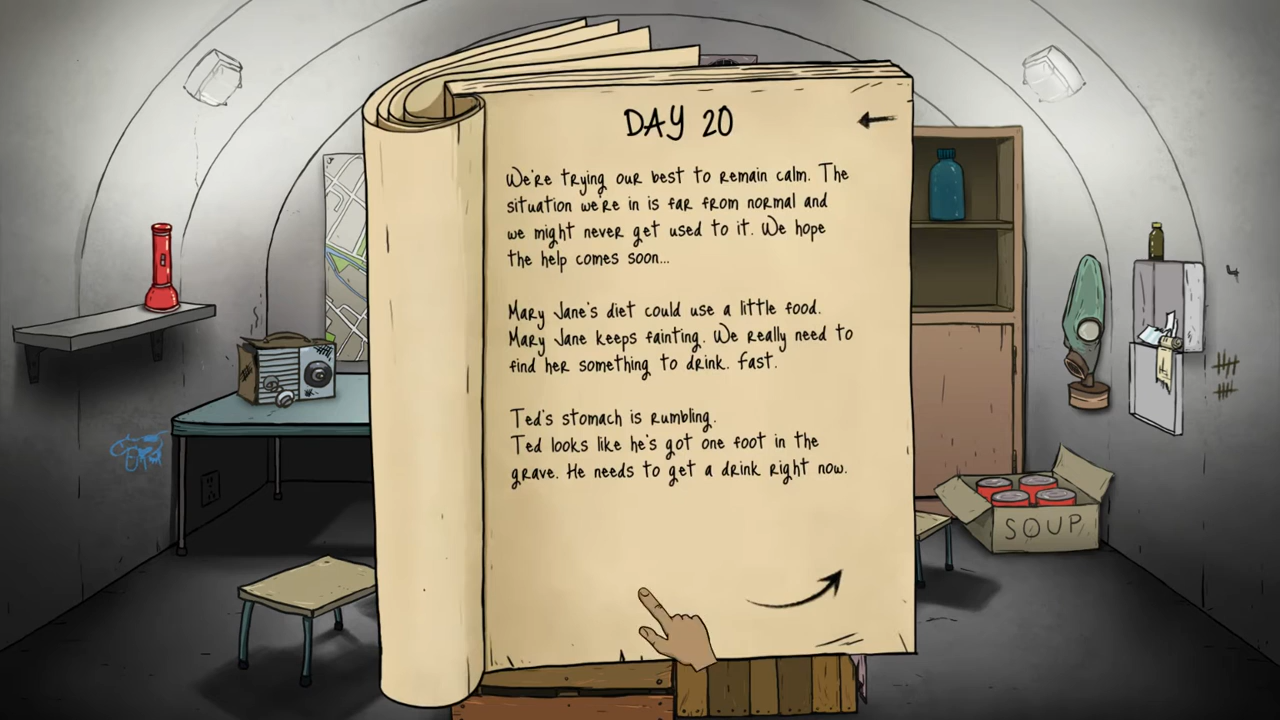 DAY 20
We're trying our best to remain calm. The
situation we're in is far from normal and
we might never get used to it. We hope
the help comes soon...
Mary Jane's diet could use a little food.
Mary Jane keeps fainting. We really need to
find her something to drink. Fast.
Ted's stomach is rumbling.
Ted looks like he's got one foot in the
grave. He needs to get a drink right now.
SOUP